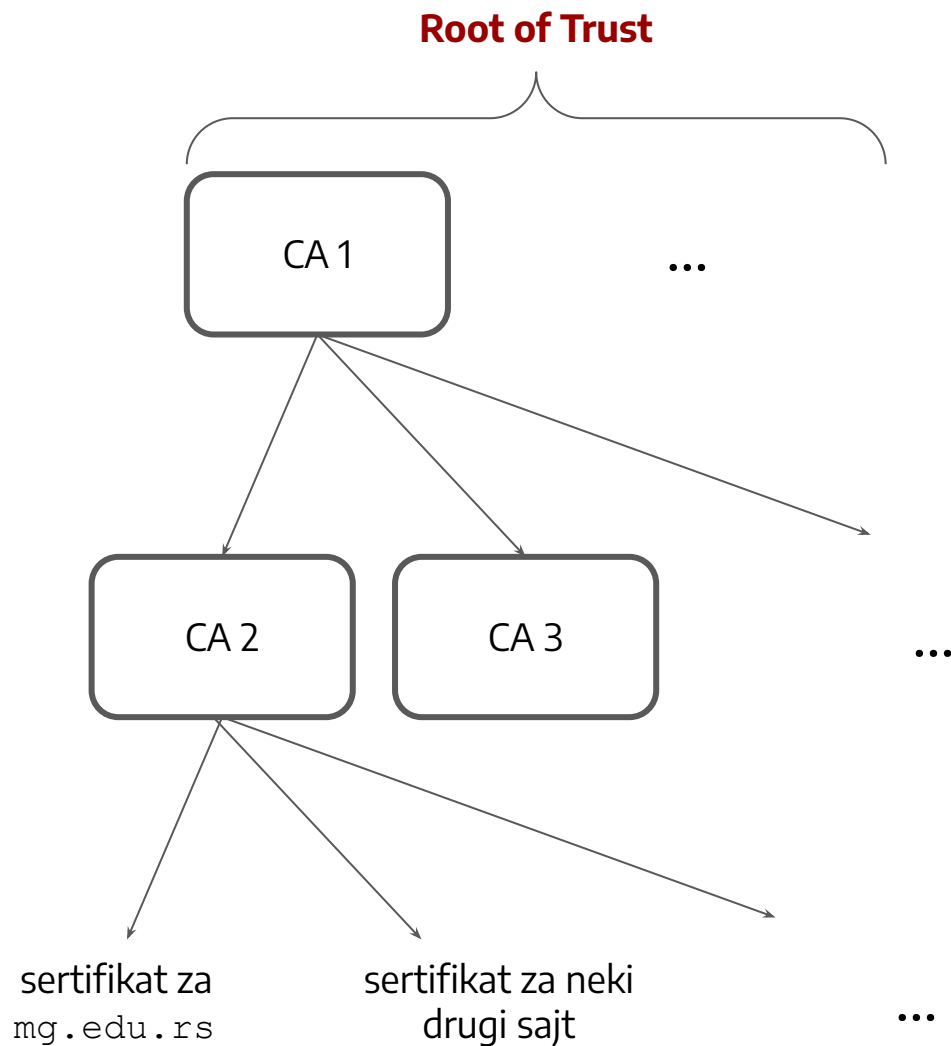 Root of Trust
CA 1
...
CA 2
CA 3
...
sertifikat za
mg.edu.rs
sertifikat za neki
drugi sajt
...